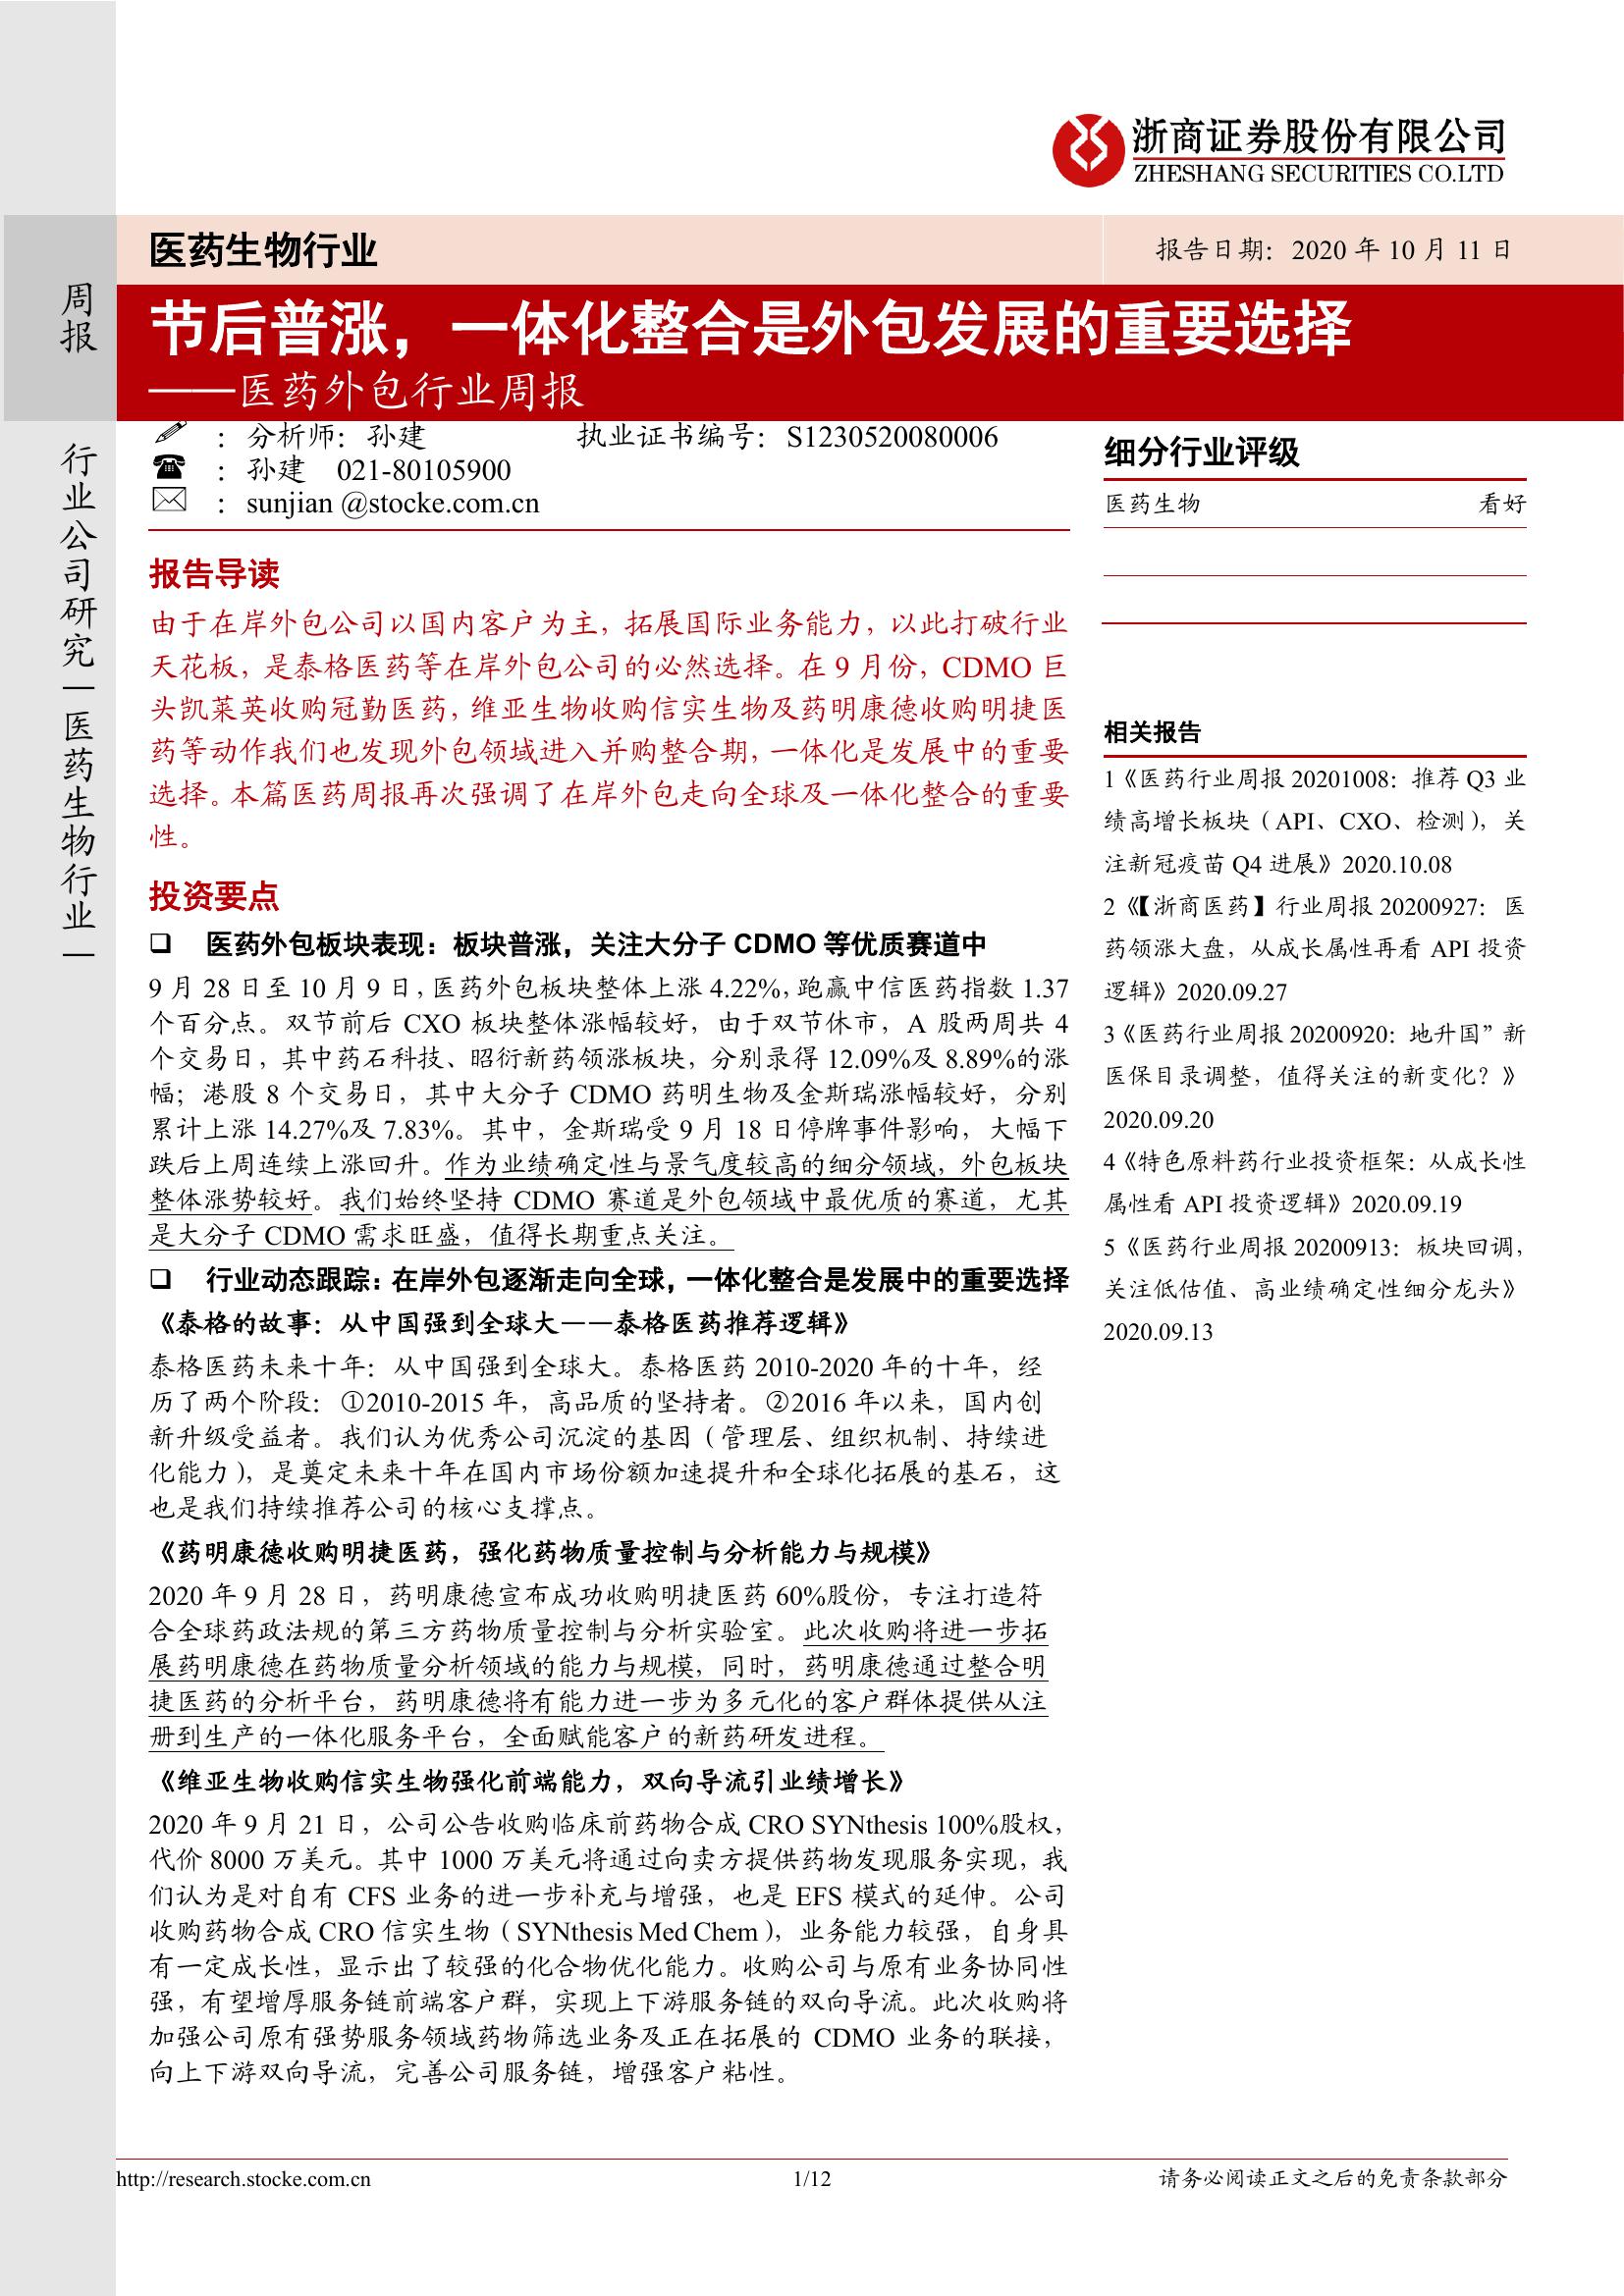 浙商证券股份有限公司
ZHESHANG SECURITIES CO.LTD
周报
行业公司研究|医药生物行业|
医药生物行业
报告日期：2020 年 10 月 11 日
节后普涨，一体化整合是外包发展的重要选择
——医药外包行业周报
：分析师：孙建 执业证书编号：S1230520080006
：孙建 021-80105900
：sunjian @stocke.com.cn
报告导读
由于在岸外包公司以国内客户为主，拓展国际业务能力，以此打破行业
天花板，是泰格医药等在岸外包公司的必然选择。在 9 月份，CDMO 巨
头凯莱英收购冠勤医药，维亚生物收购信实生物及药明康德收购明捷医
药等动作我们也发现外包领域进入并购整合期，一体化是发展中的重要
选择。本篇医药周报再次强调了在岸外包走向全球及一体化整合的重要
性。
投资要点
❑ 医药外包板块表现：板块普涨，关注大分子 CDMO 等优质赛道中
9 月 28 日至 10 月 9 日，医药外包板块整体上涨 4.22%，跑赢中信医药指数 1.37
个百分点。双节前后 CXO 板块整体涨幅较好，由于双节休市，A 股两周共 4
个交易日，其中药石科技、昭衍新药领涨板块，分别录得 12.09%及 8.89%的涨
幅；港股 8 个交易日，其中大分子 CDMO 药明生物及金斯瑞涨幅较好，分别
累计上涨 14.27%及 7.83%。其中，金斯瑞受 9 月 18 日停牌事件影响，大幅下
跌后上周连续上涨回升。作为业绩确定性与景气度较高的细分领域，外包板块
整体涨势较好。我们始终坚持 CDMO 赛道是外包领域中最优质的赛道，尤其
是大分子 CDMO 需求旺盛，值得长期重点关注。
❑ 行业动态跟踪：在岸外包逐渐走向全球，一体化整合是发展中的重要选择
《泰格的故事：从中国强到全球大——泰格医药推荐逻辑》
泰格医药未来十年：从中国强到全球大。泰格医药 2010-2020 年的十年，经
历了两个阶段：①2010-2015 年，高品质的坚持者。②2016 年以来，国内创
新升级受益者。我们认为优秀公司沉淀的基因（管理层、组织机制、持续进
化能力），是奠定未来十年在国内市场份额加速提升和全球化拓展的基石，这
也是我们持续推荐公司的核心支撑点。
《药明康德收购明捷医药，强化药物质量控制与分析能力与规模》
2020 年 9 月 28 日，药明康德宣布成功收购明捷医药 60%股份，专注打造符
合全球药政法规的第三方药物质量控制与分析实验室。此次收购将进一步拓
展药明康德在药物质量分析领域的能力与规模，同时，药明康德通过整合明
捷医药的分析平台，药明康德将有能力进一步为多元化的客户群体提供从注
册到生产的一体化服务平台，全面赋能客户的新药研发进程。
《维亚生物收购信实生物强化前端能力，双向导流引业绩增长》
2020 年 9 月 21 日，公司公告收购临床前药物合成 CRO SYNthesis 100%股权，
代价 8000 万美元。其中 1000 万美元将通过向卖方提供药物发现服务实现，我
们认为是对自有 CFS 业务的进一步补充与增强，也是 EFS 模式的延伸。公司
收购药物合成 CRO 信实生物（SYNthesis Med Chem），业务能力较强，自身具
有一定成长性，显示出了较强的化合物优化能力。收购公司与原有业务协同性
强，有望增厚服务链前端客户群，实现上下游服务链的双向导流。此次收购将
加强公司原有强势服务领域药物筛选业务及正在拓展的 CDMO 业务的联接，
向上下游双向导流，完善公司服务链，增强客户粘性。
细分行业评级
医药生物 看好
相关报告
1《医药行业周报 20201008：推荐 Q3 业
绩高增长板块（API、CXO、检测），关
注新冠疫苗 Q4 进展》2020.10.08
2《【浙商医药】行业周报 20200927：医
药领涨大盘，从成长属性再看 API 投资
逻辑》2020.09.27
3《医药行业周报 20200920：地升国”新
医保目录调整，值得关注的新变化？》
2020.09.20
4《特色原料药行业投资框架：从成长性
属性看 API 投资逻辑》2020.09.19
5《医药行业周报 20200913：板块回调，
关注低估值、高业绩确定性细分龙头》
2020.09.13
http://research.stocke.com.cn
1/12
请务必阅读正文之后的免责条款部分